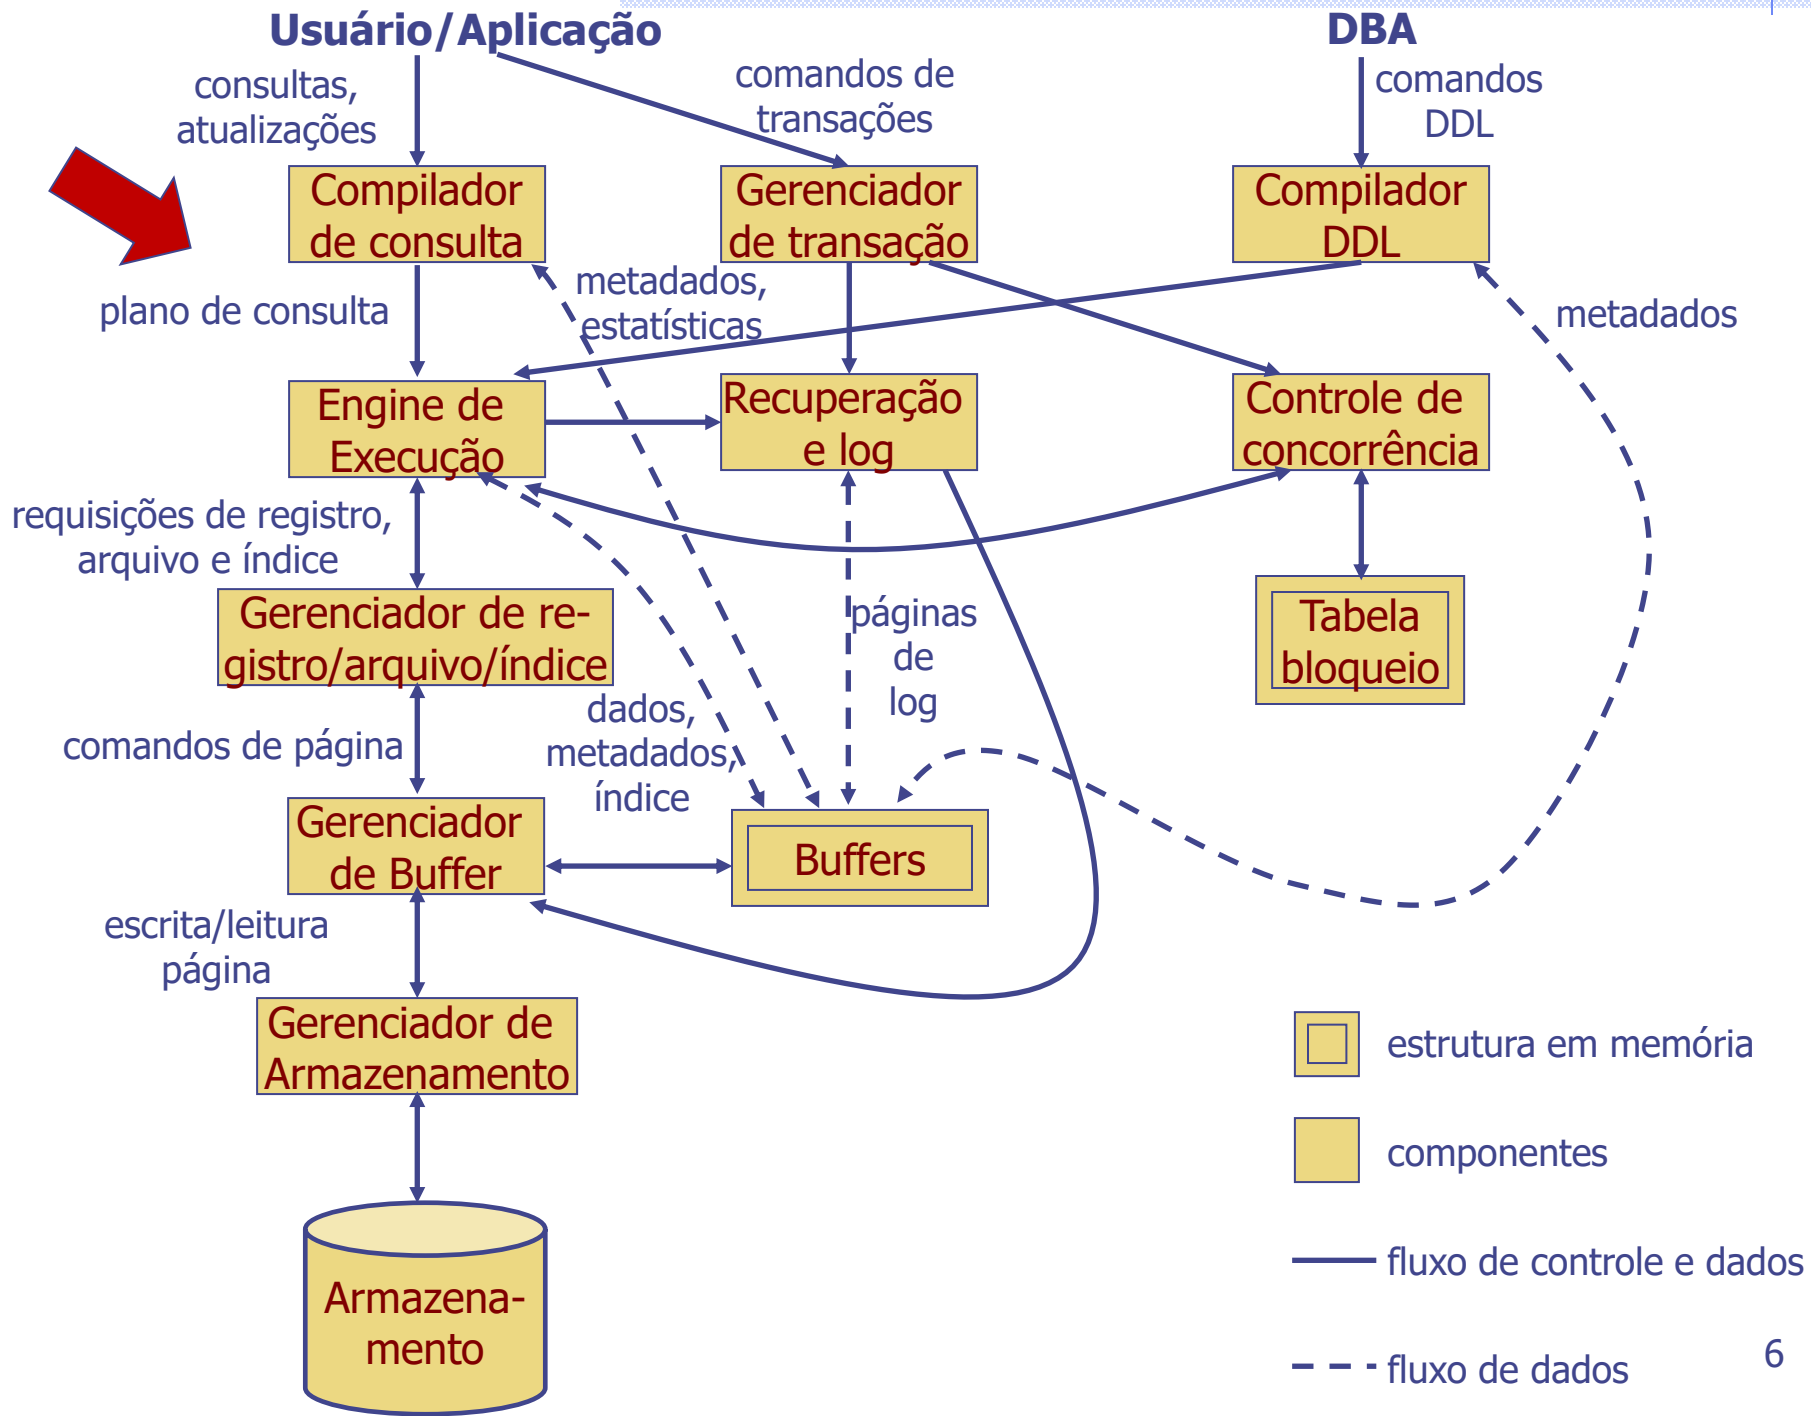 Usuário/Aplicação
DBA
consultas,
atualizações
comandos de
transações
comandos
DDL
Compilador
de consulta
Gerenciador
de transação
Compilador
DDL
plano de consulta
metadados,
estatísticas
metadados
Engine de
Execução
Recuperação
e log
Controle de
concorrência
requisições de registro,
arquivo e índice
Gerenciador de re-
gistro/arquivo/índice
páginas
de
log
Tabela
bloqueio
comandos de página
dados,
metadados,
índice
Gerenciador
de Buffer
Buffers
escrita/leitura
página
Gerenciador de
Armazenamento
Armazena-
mento
estrutura em memória
componentes
fluxo de controle e dados
fluxo de dados
6